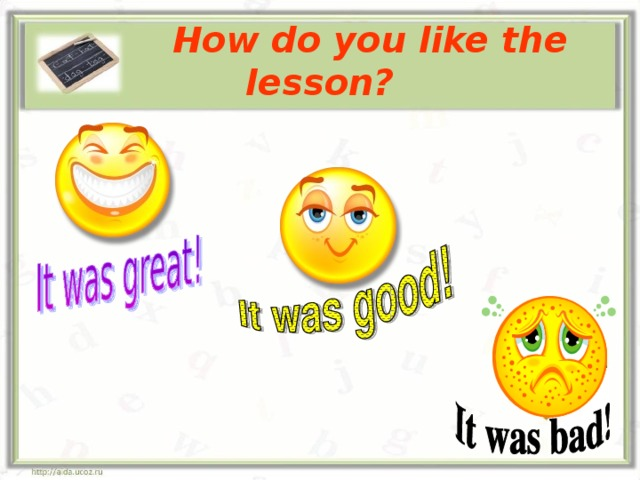 How do you like the
lesson?
It was great!
It was good!
It was bad!
http://aida.ucoz.ru